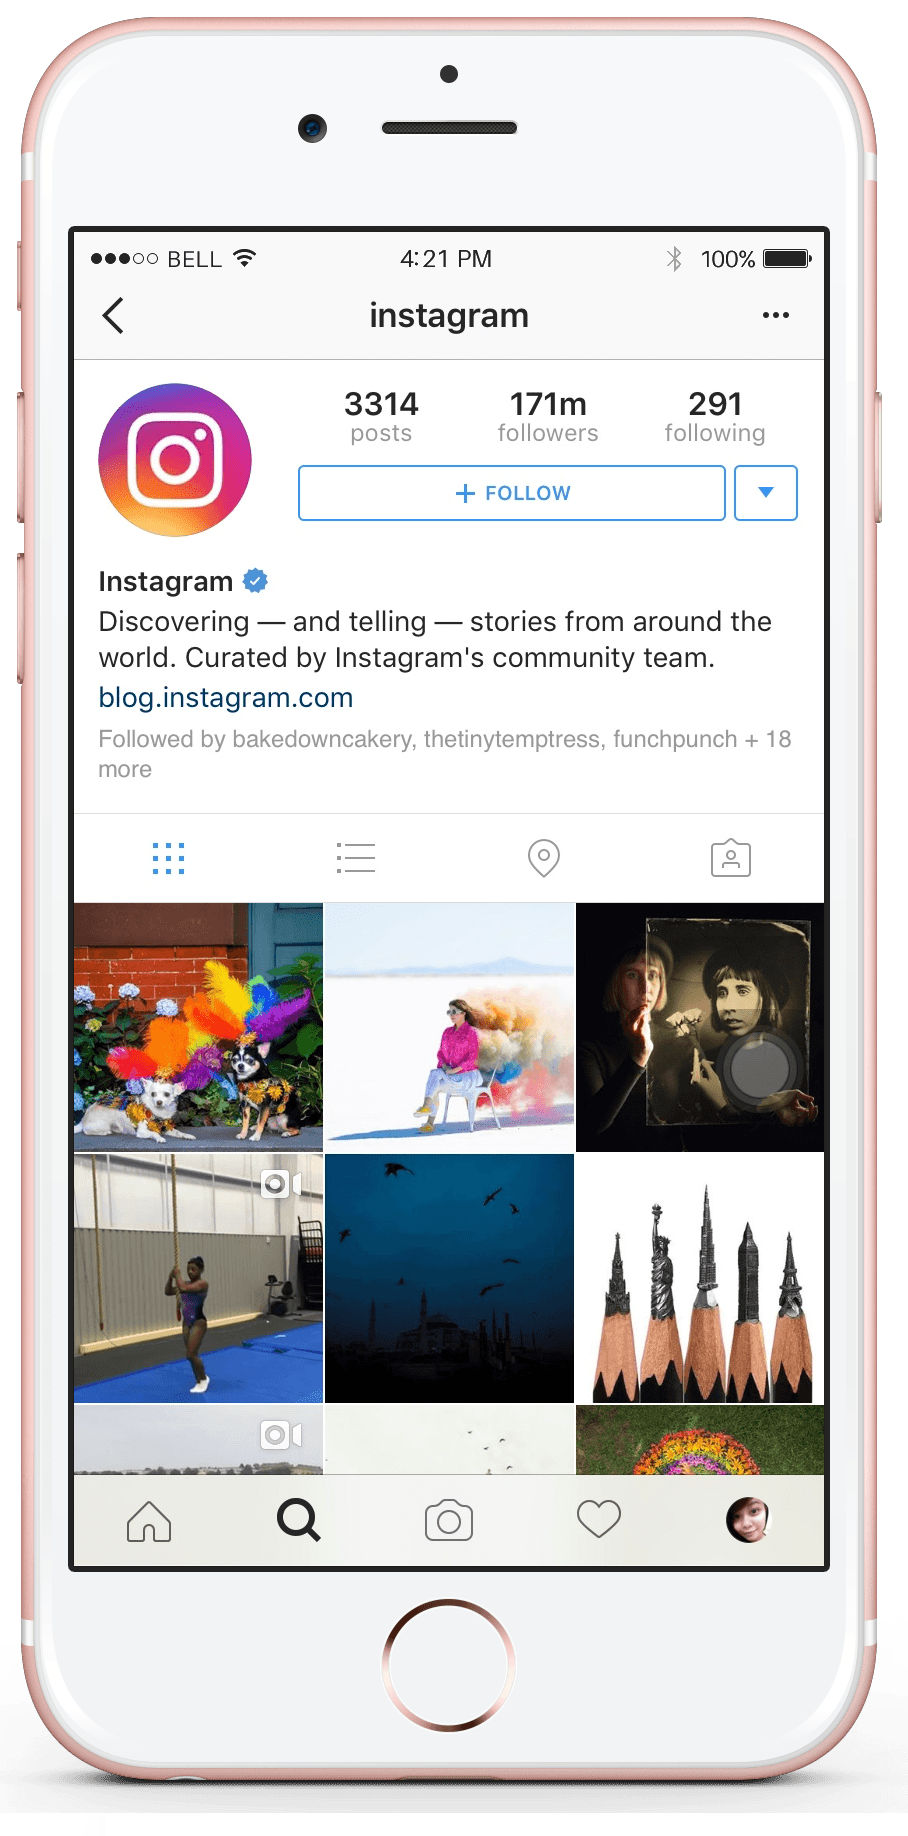 BELL 4:21 PM 100%
instagram
3314 171m 291
posts followers following
+ FOLLOW
Instagram
Discovering — and telling — stories from around the
world. Curated by Instagram's community team.
blog.instagram.com
Followed by bakedowncakery, thetinytemptress, funchpunch + 18
more